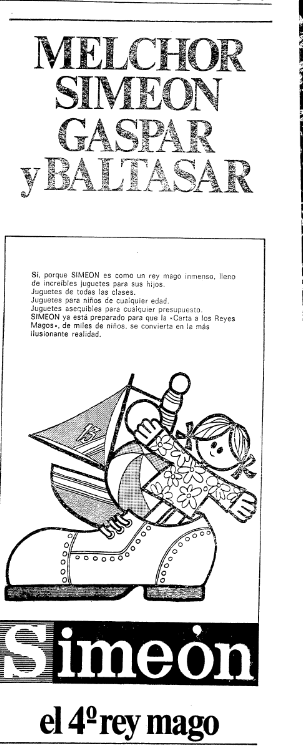 MELCHOR
SIMEON
GASPAR
y BALTASAR
Sí, porque SIMEON es como un rey mago inmenso, lleno
de increíbles juguetes para sus hijos.
Juguetes de todas las clases.
Juguetes para niños de cualquier edad.
Juguetes asequibles para cualquier presupuesto.
SIMEON ya está preparado para que la «Carta a los Reyes
Magos», de miles de niños, se convierta en la más
ilusionante realidad.
Simeón
el 4º rey mago